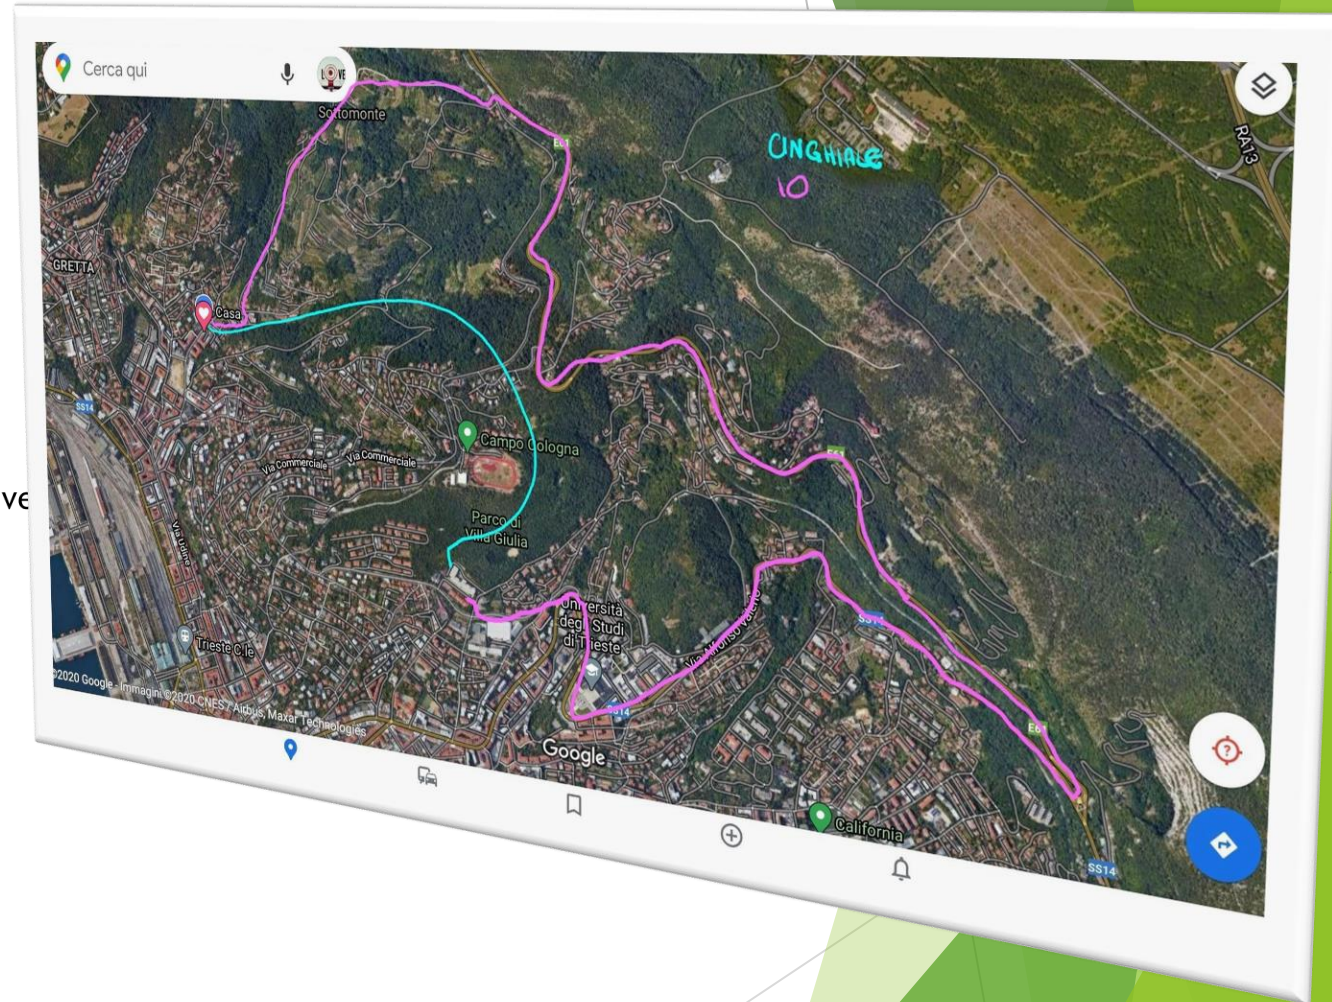 Cerca qui
L VE
Sottomonte
E61
RA13
CINGHIALE
IO
GRETTA
Casa
SS14
Campo Cologna
Via Commerciale
Via Commerciale
E61
ve
Parco di
Villa Giulia
Via Udine
Università
degli Studi
di Trieste
SS14
Via Alfonso Valerio
Trieste C.le
©2020 Google - Immagini ©2020 CNES / Airbus, Maxar Technologies
SS14
E61
Google
California
SS14